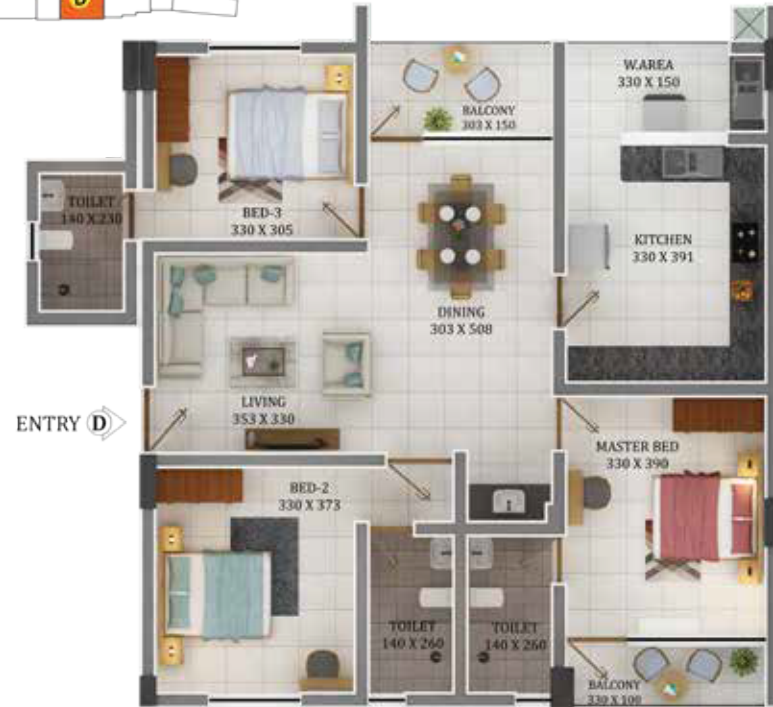 D
W.AREA
330 X 150
BALCONY
303 X 150
TOILET
140 X 230
BED-3
330 X 305
KITCHEN
330 X 391
DINING
303 X 508
LIVING
353 X 330
ENTRY D
MASTER BED
330 X 390
BED-2
330 X 373
TOILET
140 X 260
TOILET
140 X 260
BALCONY
330 X 100